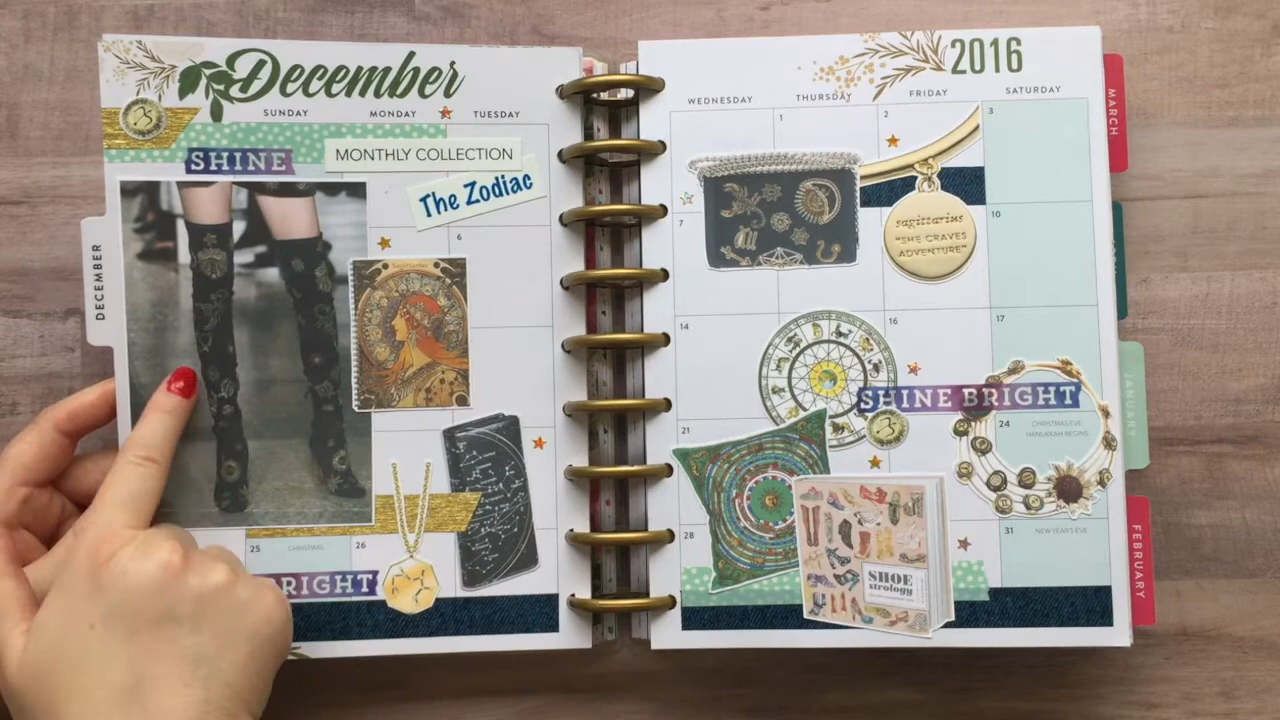 December
SUNDAY MONDAY TUESDAY
SHINE
MONTHLY COLLECTION
The Zodiac
DECEMBER
6
Sagittarius
25 CHRISTMAS 26
BRIGHT
2016
WEDNESDAY THURSDAY FRIDAY SATURDAY
1 2 3
7 10
sagittarius
"SHE CRAVES
ADVENTURE"
14 16 17
SHINE BRIGHT
21 24 CHRISTMAS EVE
HANUKKAH BEGINS
28 31 NEW YEAR'S EVE
SHOE
strology
MARCH
JANUARY
FEBRUARY